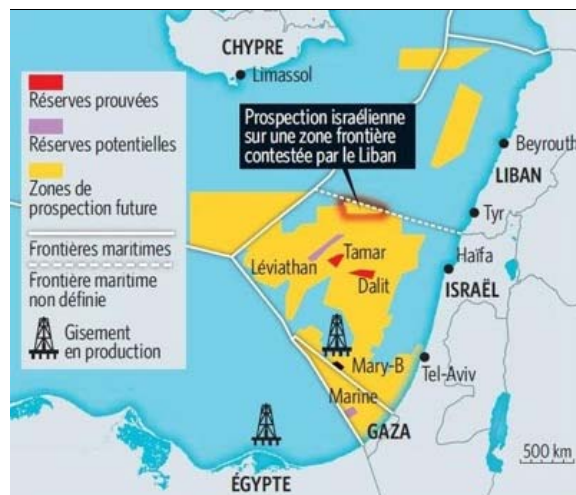 CHYPRE
Limassol
Réserves prouvées
Réserves potentielles
Zones de
prospection future
Frontières maritimes
Frontière maritime
non définie
Gisement
en production
Prospection israélienne
sur une zone frontière
contestée par le Liban
Beyrouth
LIBAN
Tyr
Haïfa
ISRAËL
Tamar
Léviathan
Dalit
Mary-B
Tel-Aviv
Marine
GAZA
500 km
ÉGYPTE